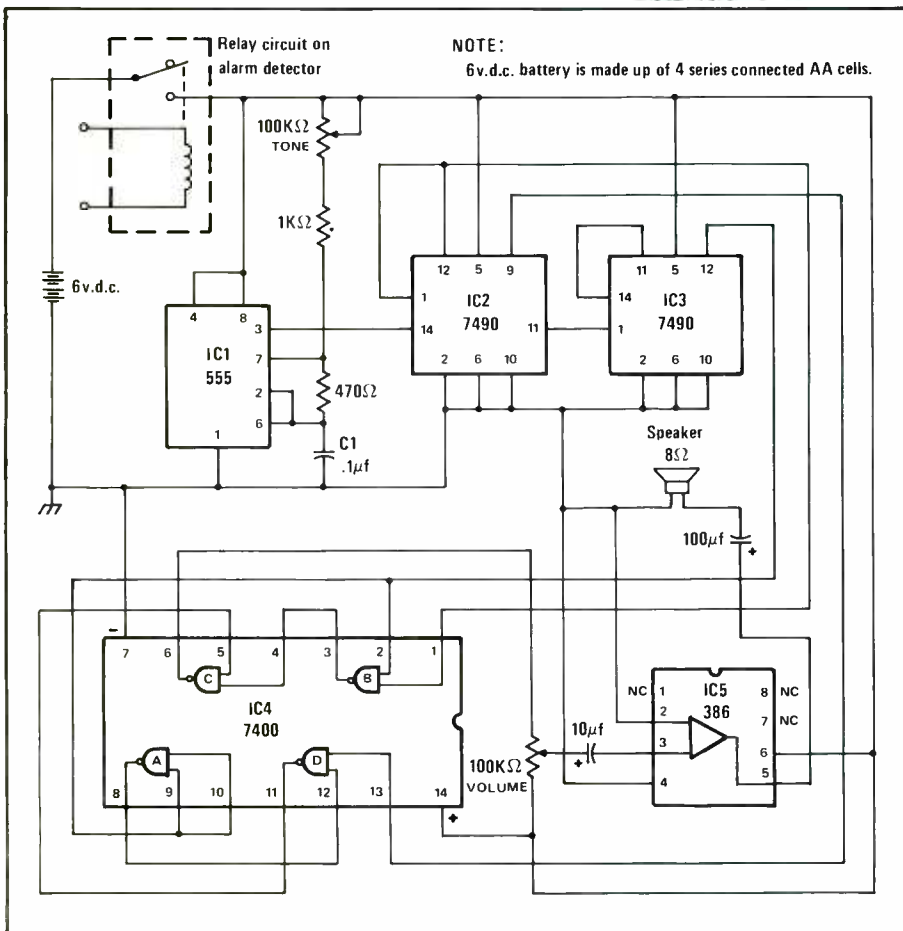 Relay circuit on
alarm detector
NOTE:
6v.d.c. battery is made up of 4 series connected AA cells.
100KΩ
TONE
1KΩ
12 5 9
11 5 12
6v.d.c.
4 8
1
IC2
7490
14
IC3
7490
3
14
11
1
IC1
555
7
2 6 10
2 6 10
2
470Ω
6
Speaker
8Ω
1
C1
.1μf
100μf
+
-
7 6 5 4 3 2 1
C
B
NC 1
IC5
386
8 NC
IC4
7400
2
7 NC
10μf
+
3
6
A
D
100KΩ
VOLUME
4
5
8 9 10 11 12 13 14
+